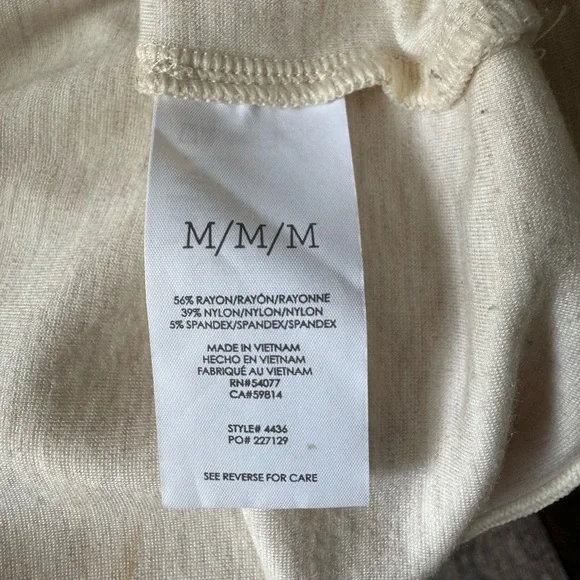 M/M/M
56% RAYON/RAYÓN/RAYONNE
39% NYLON/NYLON/NYLON
5% SPANDEX/SPANDEX/SPANDEX
MADE IN VIETNAM
HECHO EN VIETNAM
FABRIQUÉ AU VIETNAM
RN#54077
CA#59814
STYLE# 4436
PO# 227129
SEE REVERSE FOR CARE